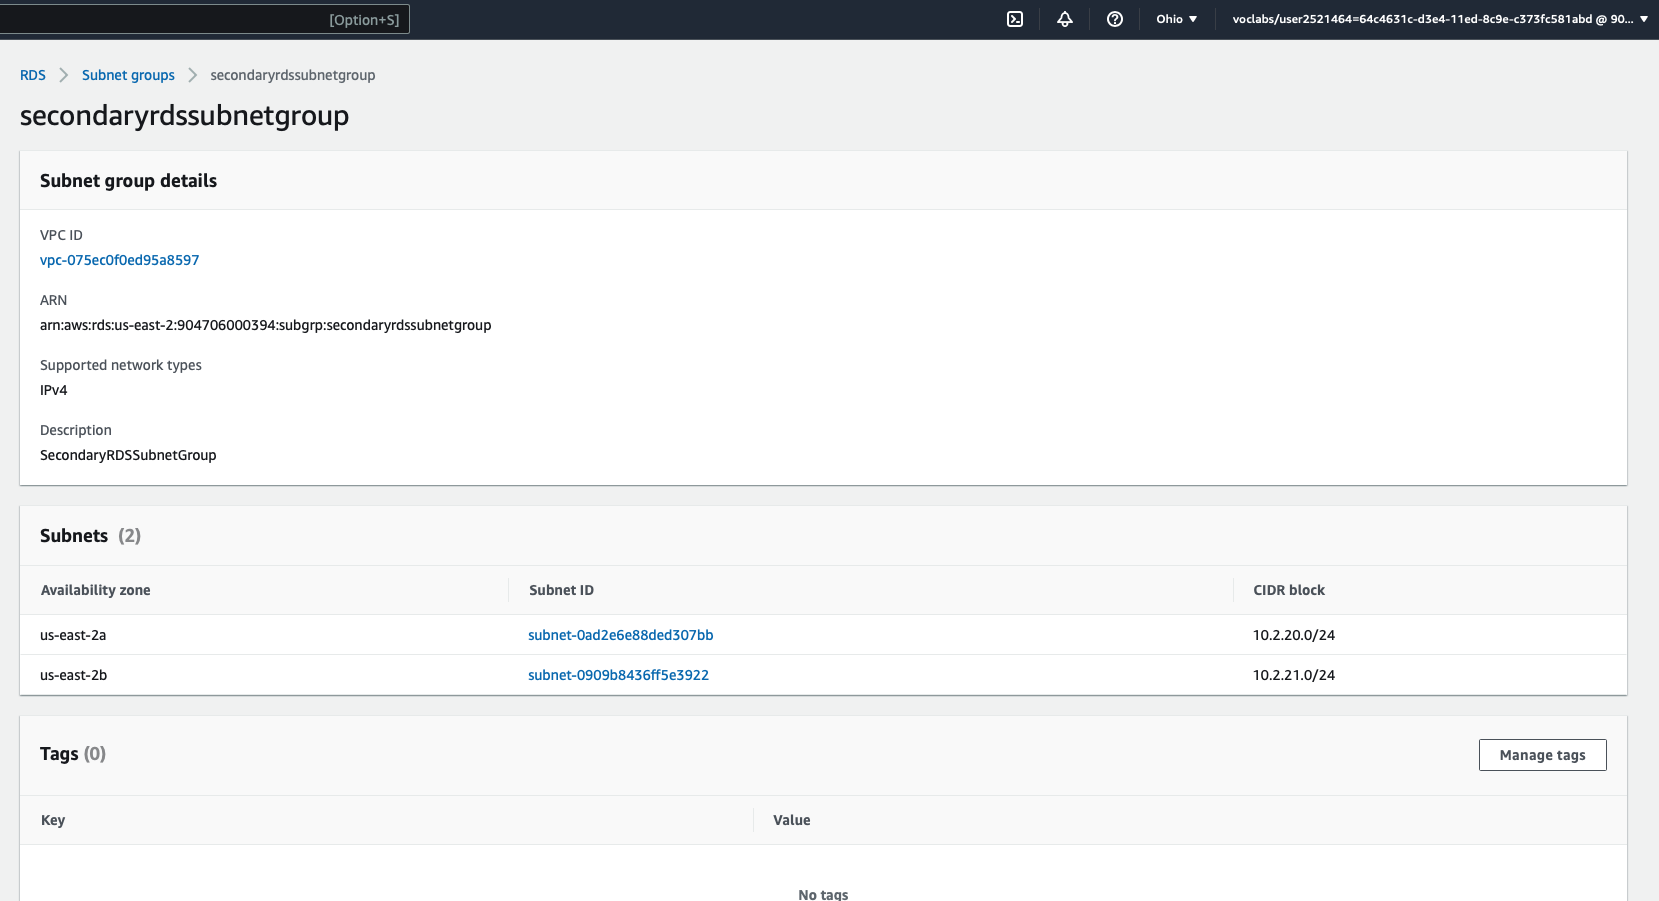 [Option+S]
Ohio
voclabs/user2521464=64c4631c-d3e4-11ed-8c9e-c373fc581abd @ 90...
RDS
Subnet groups
secondaryrdssubnetgroup
secondaryrdssubnetgroup
Subnet group details
VPC ID
vpc-075ec0f0ed95a8597
ARN
arn:aws:rds:us-east-2:904706000394:subgrp:secondaryrdssubnetgroup
Supported network types
IPv4
Description
SecondaryRDSSubnetGroup
Subnets (2)
Availability zone Subnet ID CIDR block
us-east-2a subnet-0ad2e6e88ded307bb 10.2.20.0/24
us-east-2b subnet-0909b8436ff5e3922 10.2.21.0/24
Tags (0)
Manage tags
Key Value
No tags